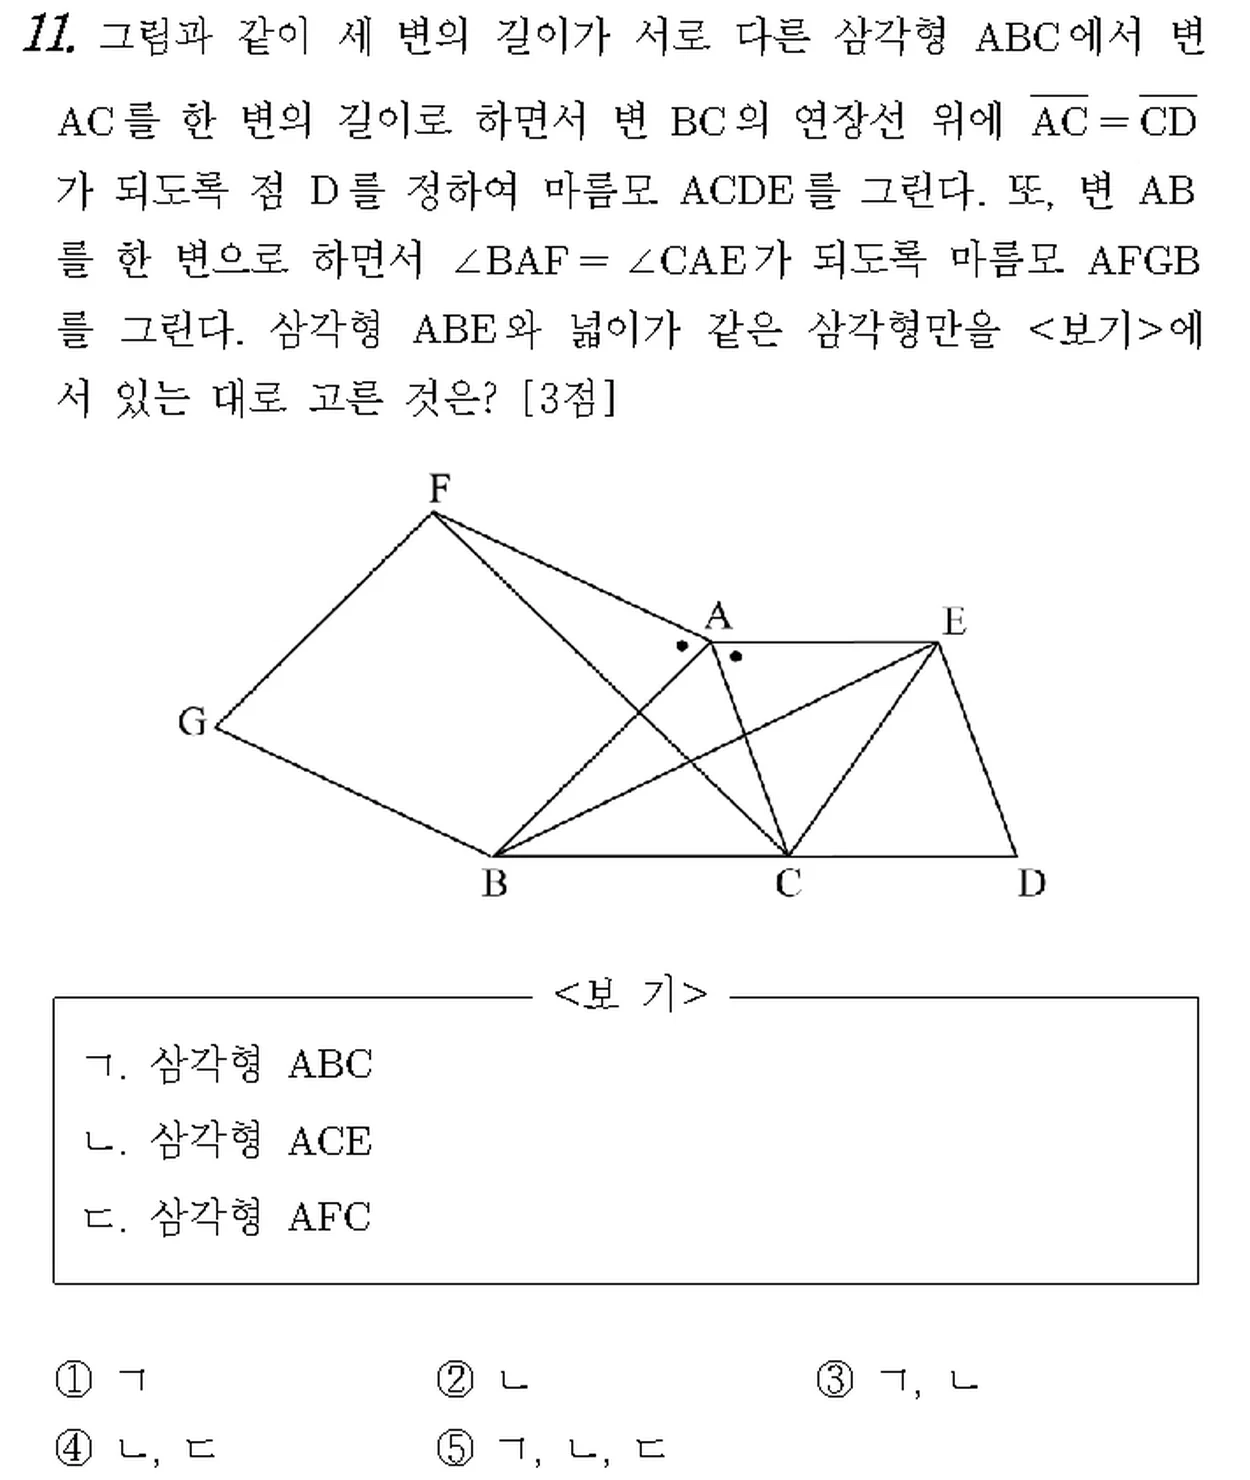 11. 그림과 같이 세 변의 길이가 서로 다른 삼각형 ABC에서 변
AC를 한 변의 길이로 하면서 변 BC의 연장선 위에 AC = CD
가 되도록 점 D를 정하여 마름모 ACDE를 그린다. 또, 변 AB
를 한 변으로 하면서 ∠BAF = ∠CAE가 되도록 마름모 AFGB
를 그린다. 삼각형 ABE와 넓이가 같은 삼각형만을 <보기>에
서 있는 대로 고른 것은? [3점]
F
A
E
G
B
C
D
<보 기>
ㄱ. 삼각형 ABC
ㄴ. 삼각형 ACE
ㄷ. 삼각형 AFC
① ㄱ ② ㄴ ③ ㄱ, ㄴ
④ ㄴ, ㄷ ⑤ ㄱ, ㄴ, ㄷ